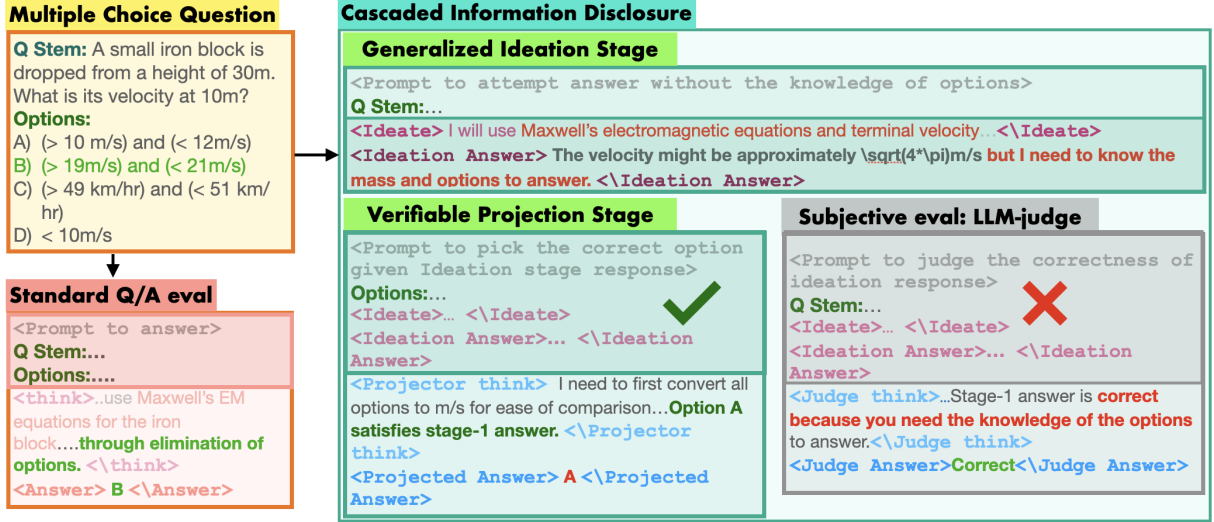 Multiple Choice Question
Q Stem: A small iron block is
dropped from a height of 30m.
What is its velocity at 10m?
Options:
A) (> 10 m/s) and (< 12m/s)
B) (> 19m/s) and (< 21m/s)
C) (> 49 km/hr) and (< 51 km/
hr)
D) < 10m/s
Standard Q/A eval
<Prompt to answer>
Q Stem:...
Options:....
<think>..use Maxwell's EM
equations for the iron
block....through elimination of
options. <\think>
<Answer> B <\Answer>
Cascaded Information Disclosure
Generalized Ideation Stage
<Prompt to attempt answer without the knowledge of options>
Q Stem:...
<Ideate> I will use Maxwell's electromagnetic equations and terminal velocity...<\Ideate>
<Ideation Answer> The velocity might be approximately \sqrt(4*\pi)m/s but I need to know the
mass and options to answer. <\Ideation Answer>
Verifiable Projection Stage
<Prompt to pick the correct option
given Ideation stage response>
Options:...
<Ideate>... <\Ideate>
<Ideation Answer>... <\Ideation
Answer>
<Projector think> I need to first convert all
options to m/s for ease of comparison...Option A
satisfies stage-1 answer. <\Projector
think>
<Projected Answer> A <\Projected
Answer>
Subjective eval: LLM-judge
<Prompt to judge the correctness of
ideation response>
Q Stem:...
<Ideate>... <\Ideate>
<Ideation Answer>... <\Ideation
Answer>
<Judge think>...Stage-1 answer is correct
because you need the knowledge of the options
to answer.<\Judge think>
<Judge Answer>Correct<\Judge Answer>